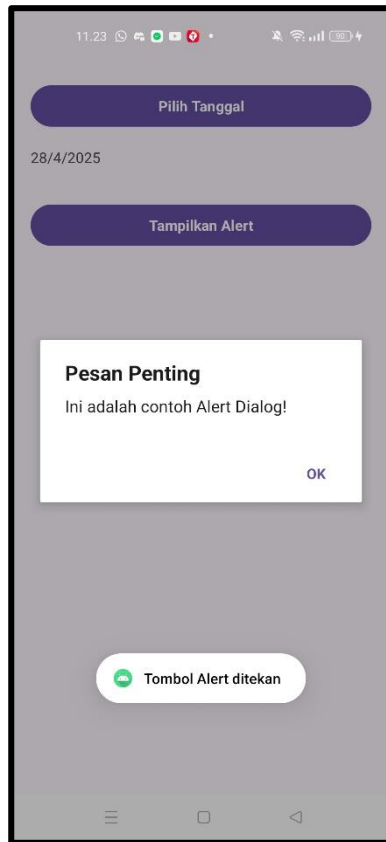 11.23
90
Pilih Tanggal
28/4/2025
Tampilkan Alert
Pesan Penting
Ini adalah contoh Alert Dialog!
OK
Tombol Alert ditekan